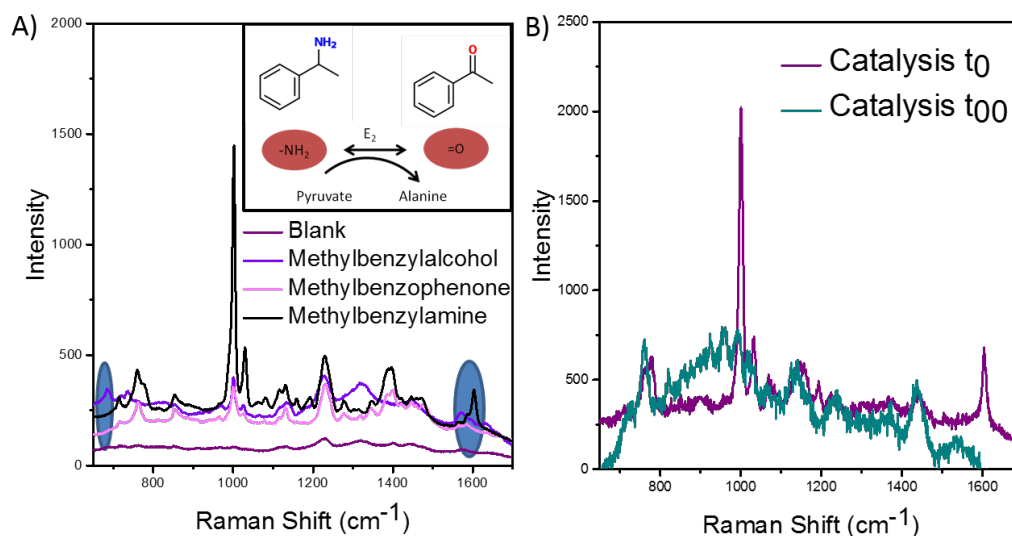 A)
2000
1500
1000
500
0
Intensity
800 1000 1200 1400 1600
Raman Shift (cm-1)
NH2
O
E2
-NH2
=O
Pyruvate Alanine
Blank
Methylbenzylalcohol
Methylbenzophenone
Methylbenzylamine
B)
2500
2000
1500
1000
500
0
Intensity
800 1000 1200 1400 1600
Raman Shift (cm-1)
Catalysis t0
Catalysis t00